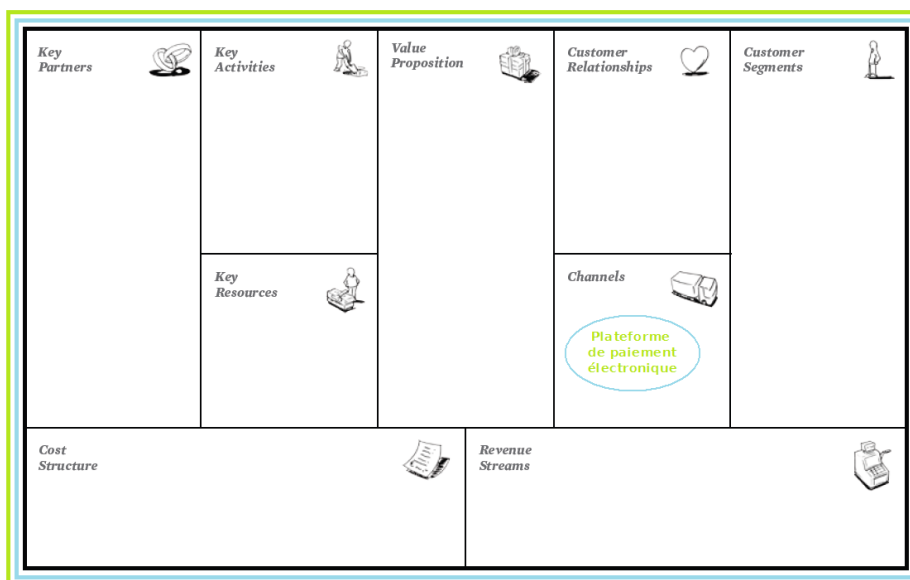 Key
Partners
Key
Activities
Value
Proposition
Customer
Relationships
Customer
Segments
Key
Resources
Channels
Plateforme
de paiement
électronique
Cost
Structure
Revenue
Streams